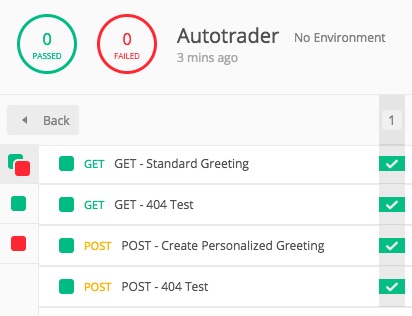 0
PASSED
0
FAILED
Autotrader No Environment
3 mins ago
Back
1
GET GET - Standard Greeting
GET GET - 404 Test
POST POST - Create Personalized Greeting
POST POST - 404 Test